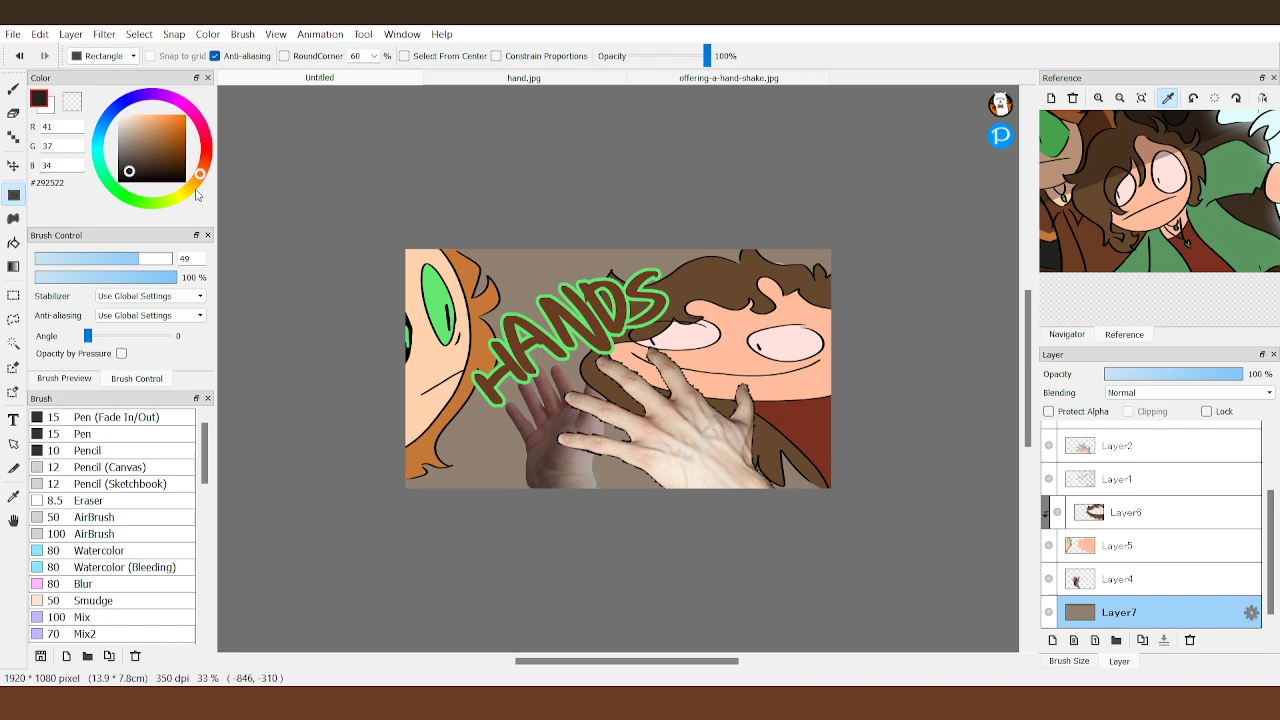 File Edit Layer Filter Select Snap Color Brush View Animation Tool Window Help
Rectangle Snap to grid Anti-aliasing RoundCorner 60 % Select From Center Constrain Proportions Opacity 100%
Color
Untitled hand.jpg offering-a-hand-shake.jpg
Reference
R 41
G 37
B 34
#292522
HANDS
Brush Control
49
100 %
Stabilizer Use Global Settings
Anti-aliasing Use Global Settings
Angle 0
Opacity by Pressure
Brush Preview Brush Control
Brush
15 Pen (Fade In/Out)
15 Pen
10 Pencil
12 Pencil (Canvas)
12 Pencil (Sketchbook)
8.5 Eraser
50 AirBrush
100 AirBrush
80 Watercolor
80 Watercolor (Bleeding)
80 Blur
50 Smudge
100 Mix
70 Mix2
Navigator Reference
Layer
Opacity 100 %
Blending Normal
Protect Alpha Clipping Lock
Layer2
Layer1
Layer6
Layer5
Layer4
Layer7
Brush Size Layer
1920 * 1080 pixel (13.9 * 7.8cm) 350 dpi 33 % ( -846, -310 )